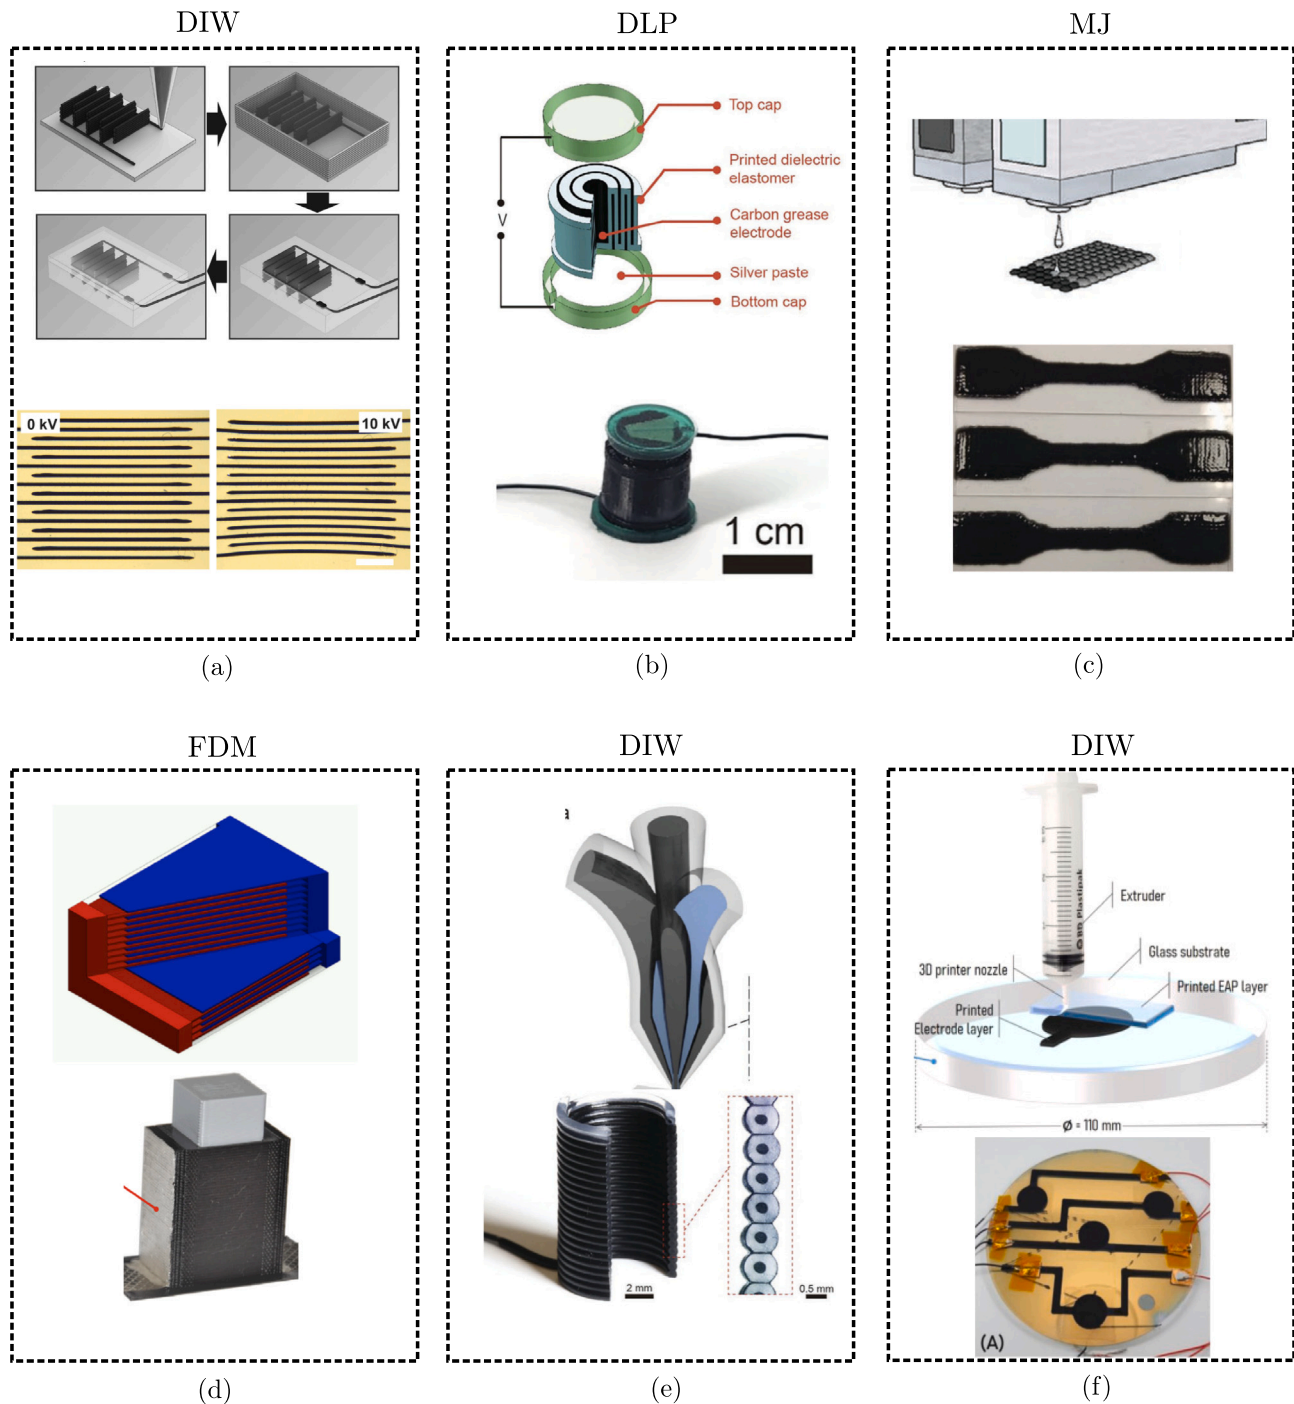 DIW
DLP
MJ
Top cap
Printed dielectric
elastomer
V
Carbon grease
electrode
Silver paste
Bottom cap
0 kV
10 kV
1 cm
(a)
(b)
(c)
FDM
DIW
DIW
a
BD Plastipak
Extruder
Glass substrate
3D printer nozzle
Printed EAP layer
Printed
Electrode layer
Ø = 110 mm
2 mm
0.5 mm
(A)
(d)
(e)
(f)